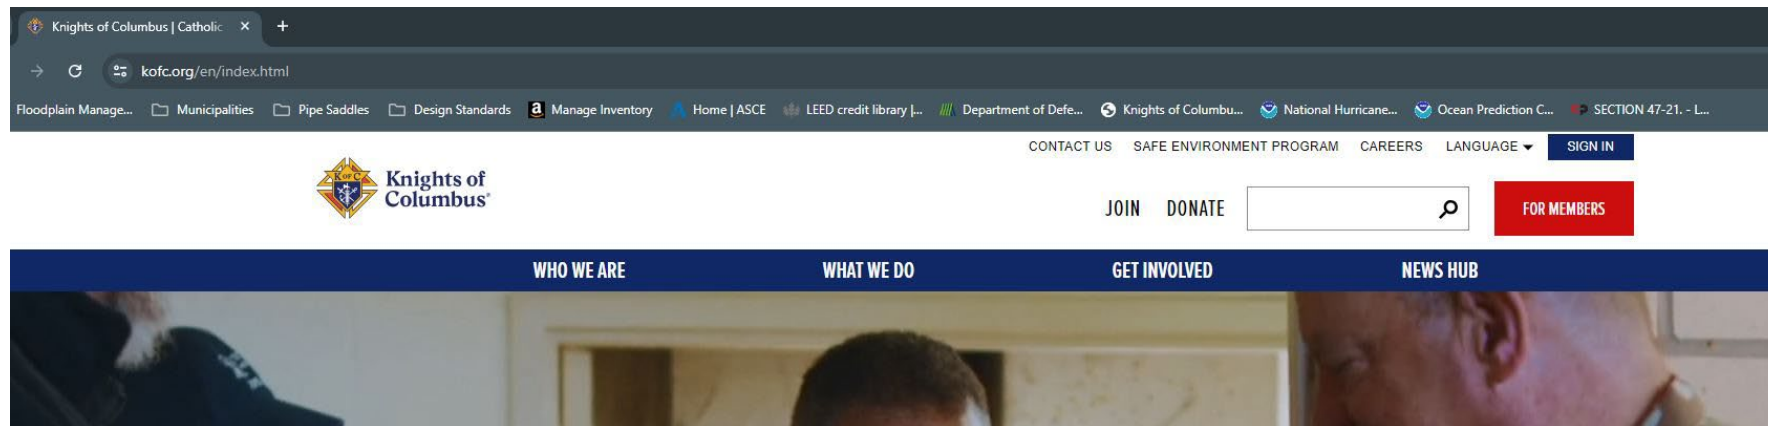 Knights of Columbus | Catholic
kofc.org/en/index.html
Floodplain Manage... Municipalities Pipe Saddles Design Standards Manage Inventory Home | ASCE LEED credit library |... Department of Defe... Knights of Columbu... National Hurricane... Ocean Prediction C... SECTION 47-21. - L...
CONTACT US SAFE ENVIRONMENT PROGRAM CAREERS LANGUAGE SIGN IN
K OF C
Knights of
Columbus®
JOIN DONATE FOR MEMBERS
WHO WE ARE WHAT WE DO GET INVOLVED NEWS HUB